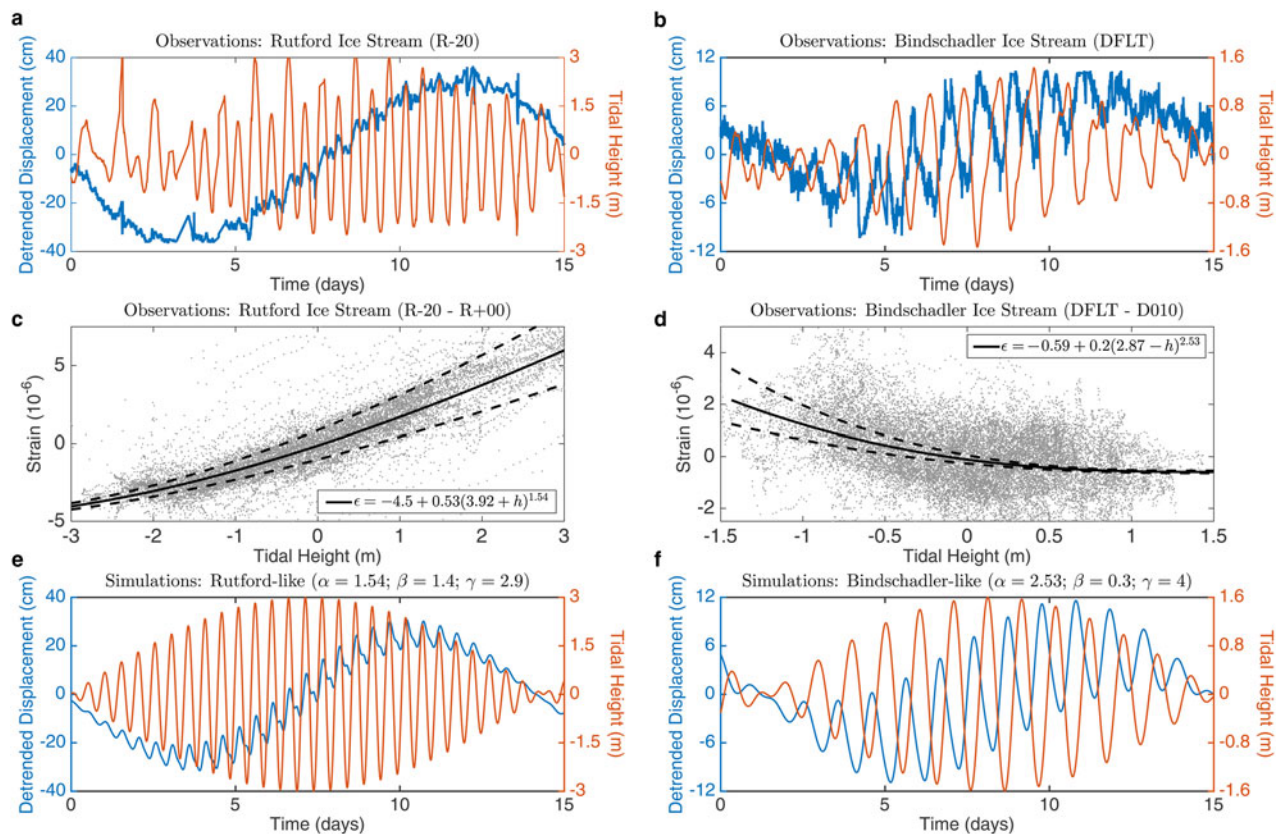 a
Observations: Rutford Ice Stream (R-20)
Detrended Displacement (cm)
40
20
0
-20
-40
3
1.5
0
-1.5
-3
Tidal Height (m)
0 5 10 15
Time (days)
b
Observations: Bindschadler Ice Stream (DFLT)
Detrended Displacement (cm)
12
6
0
-6
-12
1.6
0.8
0
-0.8
-1.6
Tidal Height (m)
0 5 10 15
Time (days)
c
Observations: Rutford Ice Stream (R-20 - R+00)
Strain (10⁻⁶)
5
0
-5
ϵ = −4.5 + 0.53(3.92 + h)^1.54
-3 -2 -1 0 1 2 3
Tidal Height (m)
d
Observations: Bindschadler Ice Stream (DFLT - D010)
Strain (10⁻⁶)
4
2
0
-2
ϵ = −0.59 + 0.2(2.87 − h)^2.53
-1.5 -1 -0.5 0 0.5 1 1.5
Tidal Height (m)
e
Simulations: Rutford-like (α = 1.54; β = 1.4; γ = 2.9)
Detrended Displacement (cm)
40
20
0
-20
-40
3
1.5
0
-1.5
-3
Tidal Height (m)
0 5 10 15
Time (days)
f
Simulations: Bindschadler-like (α = 2.53; β = 0.3; γ = 4)
Detrended Displacement (cm)
12
6
0
-6
-12
1.6
0.8
0
-0.8
-1.6
Tidal Height (m)
0 5 10 15
Time (days)